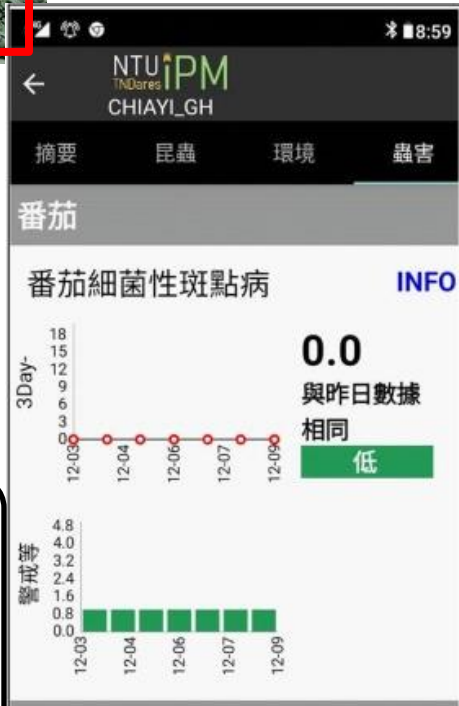 4G
8:59
NTU iPM
TNDares
CHIAYI_GH
摘要 昆蟲 環境 蟲害
番茄
番茄細菌性斑點病 INFO
3Day-
18
15
12
9
6
3
0
12-03
12-04
12-06
12-07
12-09
0.0
與昨日數據
相同
低
警戒等
4.8
4.0
3.2
2.4
1.6
0.8
0.0
12-03
12-04
12-06
12-07
12-09